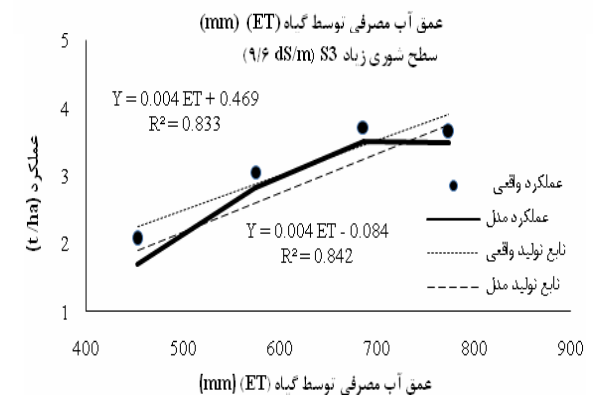 عمق آب مصرفی توسط گیاه (ET) (mm)
سطح شوری زیاد S3 (۹/۶ dS/m)
5
4
3
2
1
عملکرد (t /ha)
Y = 0.004 ET + 0.469
R² = 0.833
Y = 0.004 ET - 0.084
R² = 0.842
عملکرد واقعی
عملکرد مدل
تابع تولید واقعی
تابع تولید مدل
400 500 600 700 800 900
عمق آب مصرفی توسط گیاه (ET) (mm)